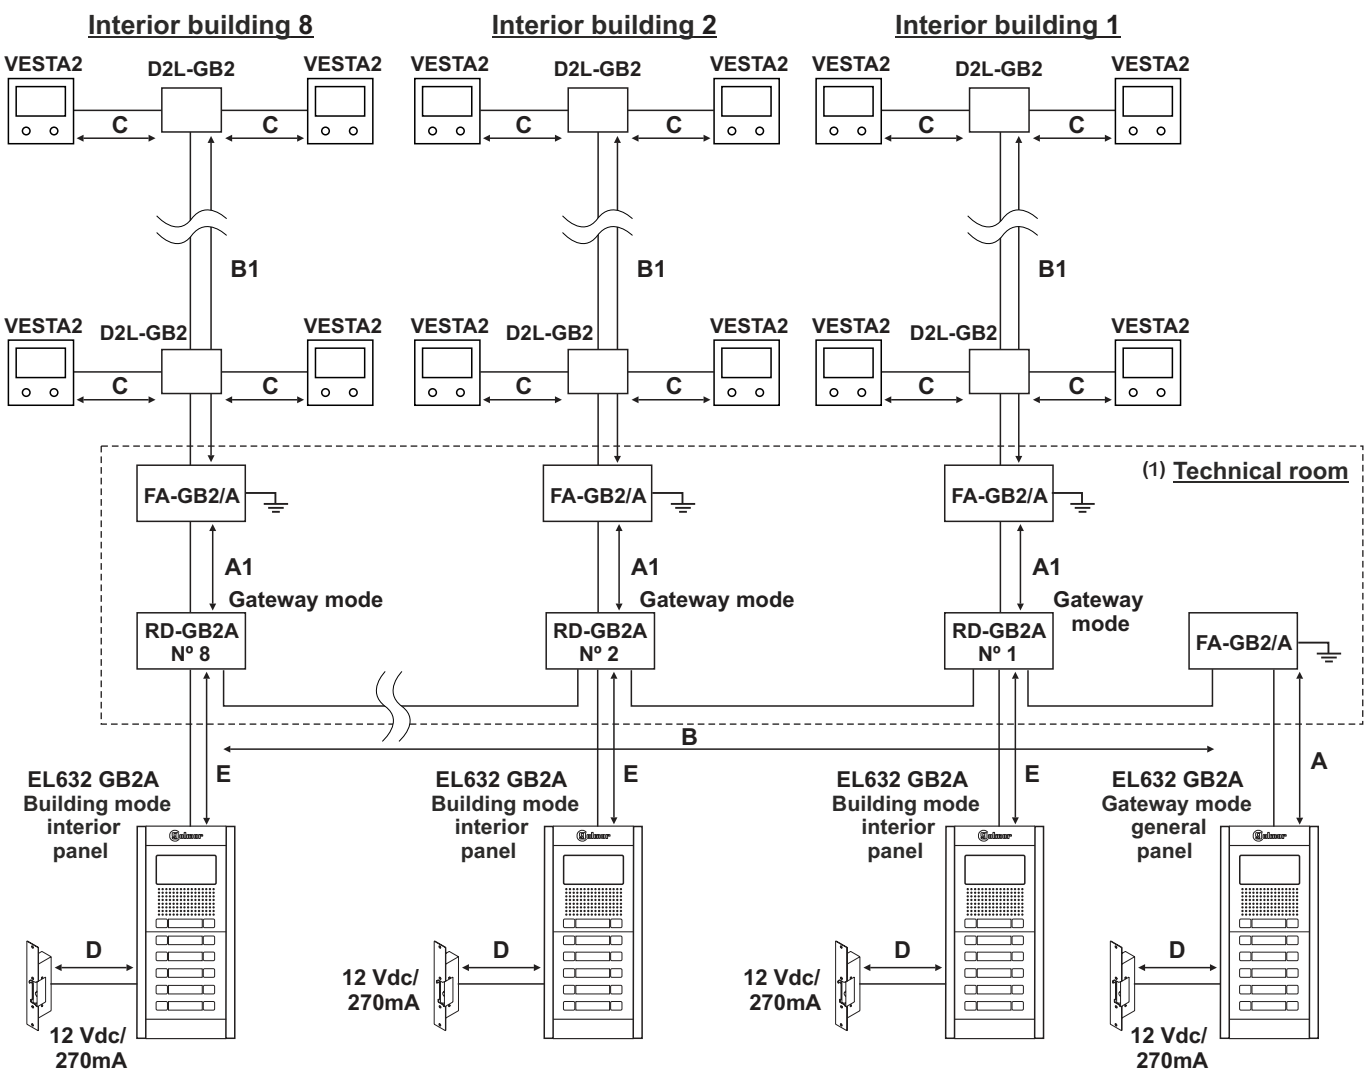 Interior building 8
Interior building 2
Interior building 1
VESTA2
D2L-GB2
VESTA2
VESTA2
D2L-GB2
VESTA2
VESTA2
D2L-GB2
VESTA2
C
C
C
C
C
C
B1
B1
B1
VESTA2
D2L-GB2
VESTA2
VESTA2
D2L-GB2
VESTA2
VESTA2
D2L-GB2
VESTA2
C
C
C
C
C
C
(1) Technical room
FA-GB2/A
FA-GB2/A
FA-GB2/A
A1
A1
A1
Gateway mode
Gateway mode
Gateway
mode
RD-GB2A
Nº 8
RD-GB2A
Nº 2
RD-GB2A
Nº 1
FA-GB2/A
B
E
E
E
A
EL632 GB2A
Building mode
interior
panel
EL632 GB2A
Building mode
interior
panel
EL632 GB2A
Building mode
interior
panel
EL632 GB2A
Gateway mode
general
panel
Golmar
Golmar
Golmar
Golmar
D
D
D
D
12 Vdc/
270mA
12 Vdc/
270mA
12 Vdc/
270mA
12 Vdc/
270mA